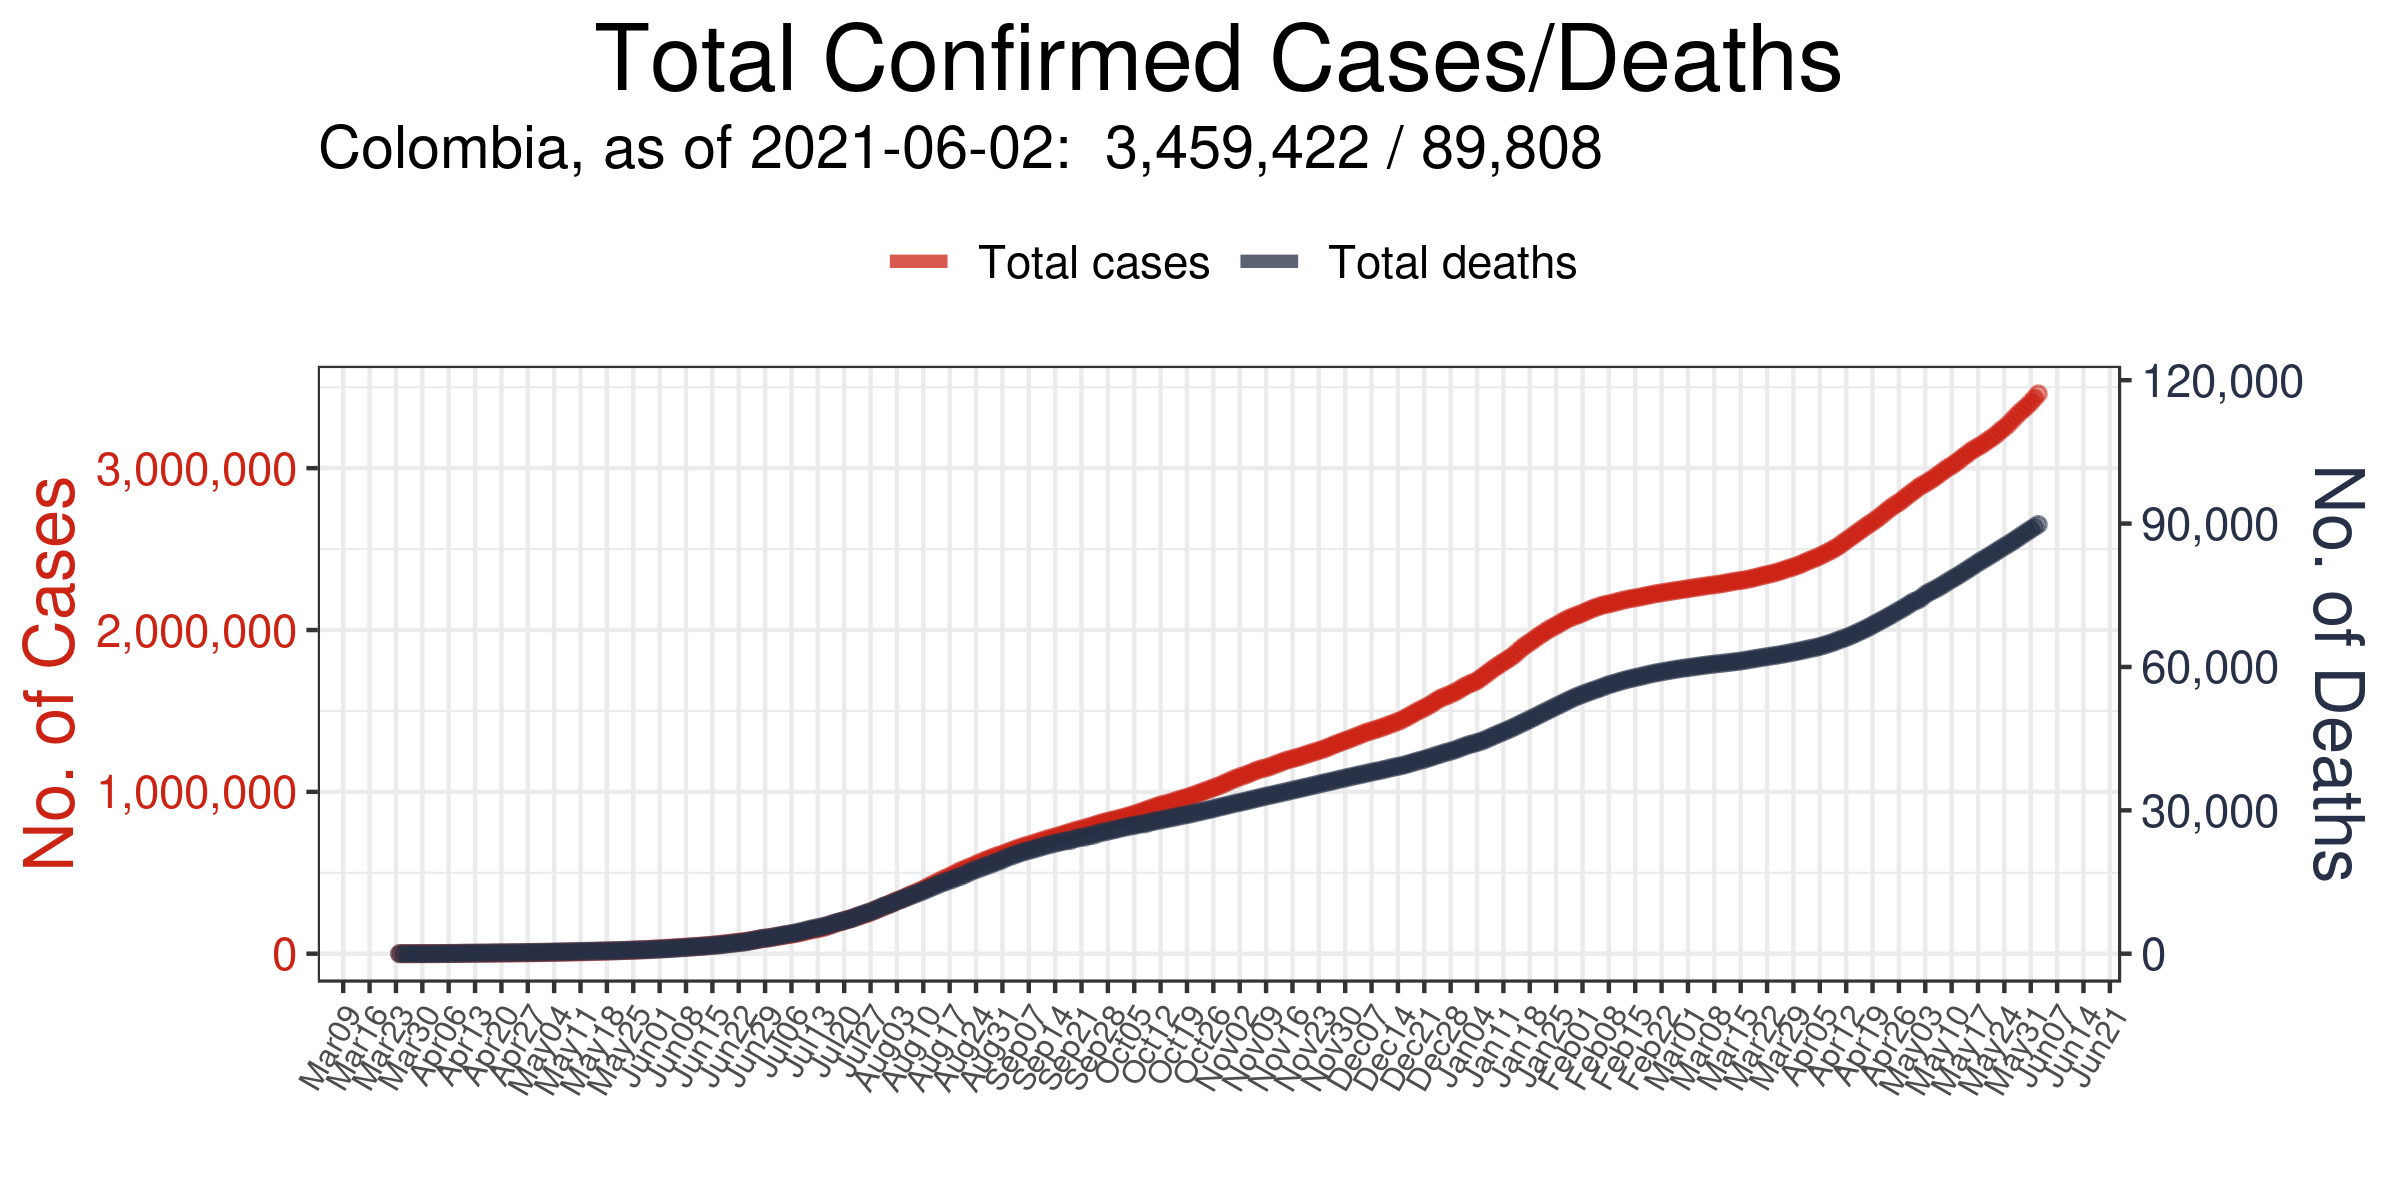 Total Confirmed Cases/Deaths
Colombia, as of 2021-06-02:  3,459,422 / 89,808
Total cases
Total deaths
No. of Cases
3,000,000
2,000,000
1,000,000
0
120,000
90,000
60,000
30,000
0
No. of Deaths
Mar09
Mar16
Mar23
Mar30
Apr06
Apr13
Apr20
Apr27
May04
May11
May18
May25
Jun01
Jun08
Jun15
Jun22
Jun29
Jul06
Jul13
Jul20
Jul27
Aug03
Aug10
Aug17
Aug24
Aug31
Sep07
Sep14
Sep21
Sep28
Oct05
Oct12
Oct19
Oct26
Nov02
Nov09
Nov16
Nov23
Nov30
Dec07
Dec14
Dec21
Dec28
Jan04
Jan11
Jan18
Jan25
Feb01
Feb08
Feb15
Feb22
Mar01
Mar08
Mar15
Mar22
Mar29
Apr05
Apr12
Apr19
Apr26
May03
May10
May17
May24
May31
Jun07
Jun14
Jun21